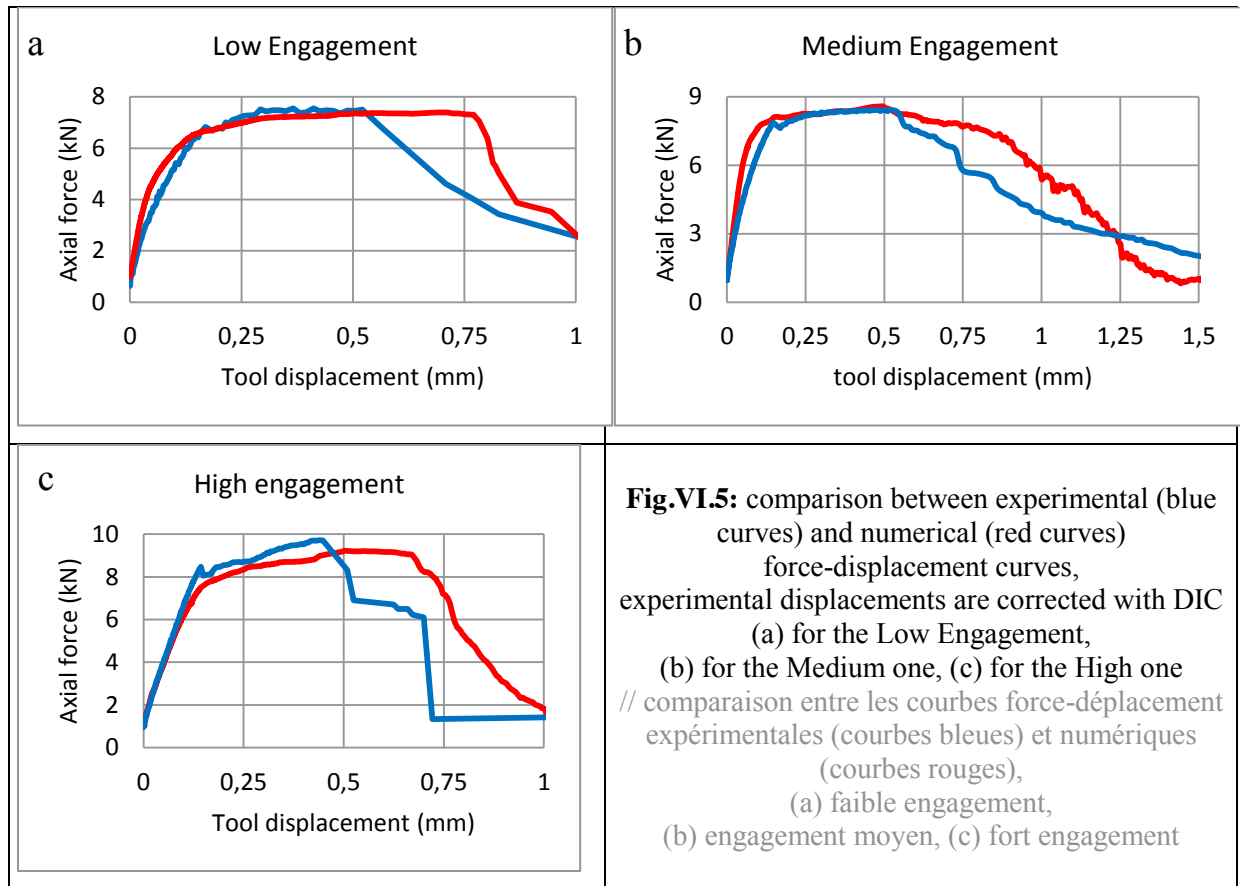 a
Low Engagement
8
6
4
2
0
Axial force (kN)
0 0,25 0,5 0,75 1
Tool displacement (mm)
b
Medium Engagement
9
6
3
0
Axial force (kN)
0 0,25 0,5 0,75 1 1,25 1,5
tool displacement (mm)
c
High engagement
10
8
6
4
2
0
Axial force (kN)
0 0,25 0,5 0,75 1
Tool displacement (mm)
Fig.VI.5: comparison between experimental (blue
curves) and numerical (red curves)
force-displacement curves,
experimental displacements are corrected with DIC
(a) for the Low Engagement,
(b) for the Medium one, (c) for the High one
// comparaison entre les courbes force-déplacement
expérimentales (courbes bleues) et numériques
(courbes rouges),
(a) faible engagement,
(b) engagement moyen, (c) fort engagement